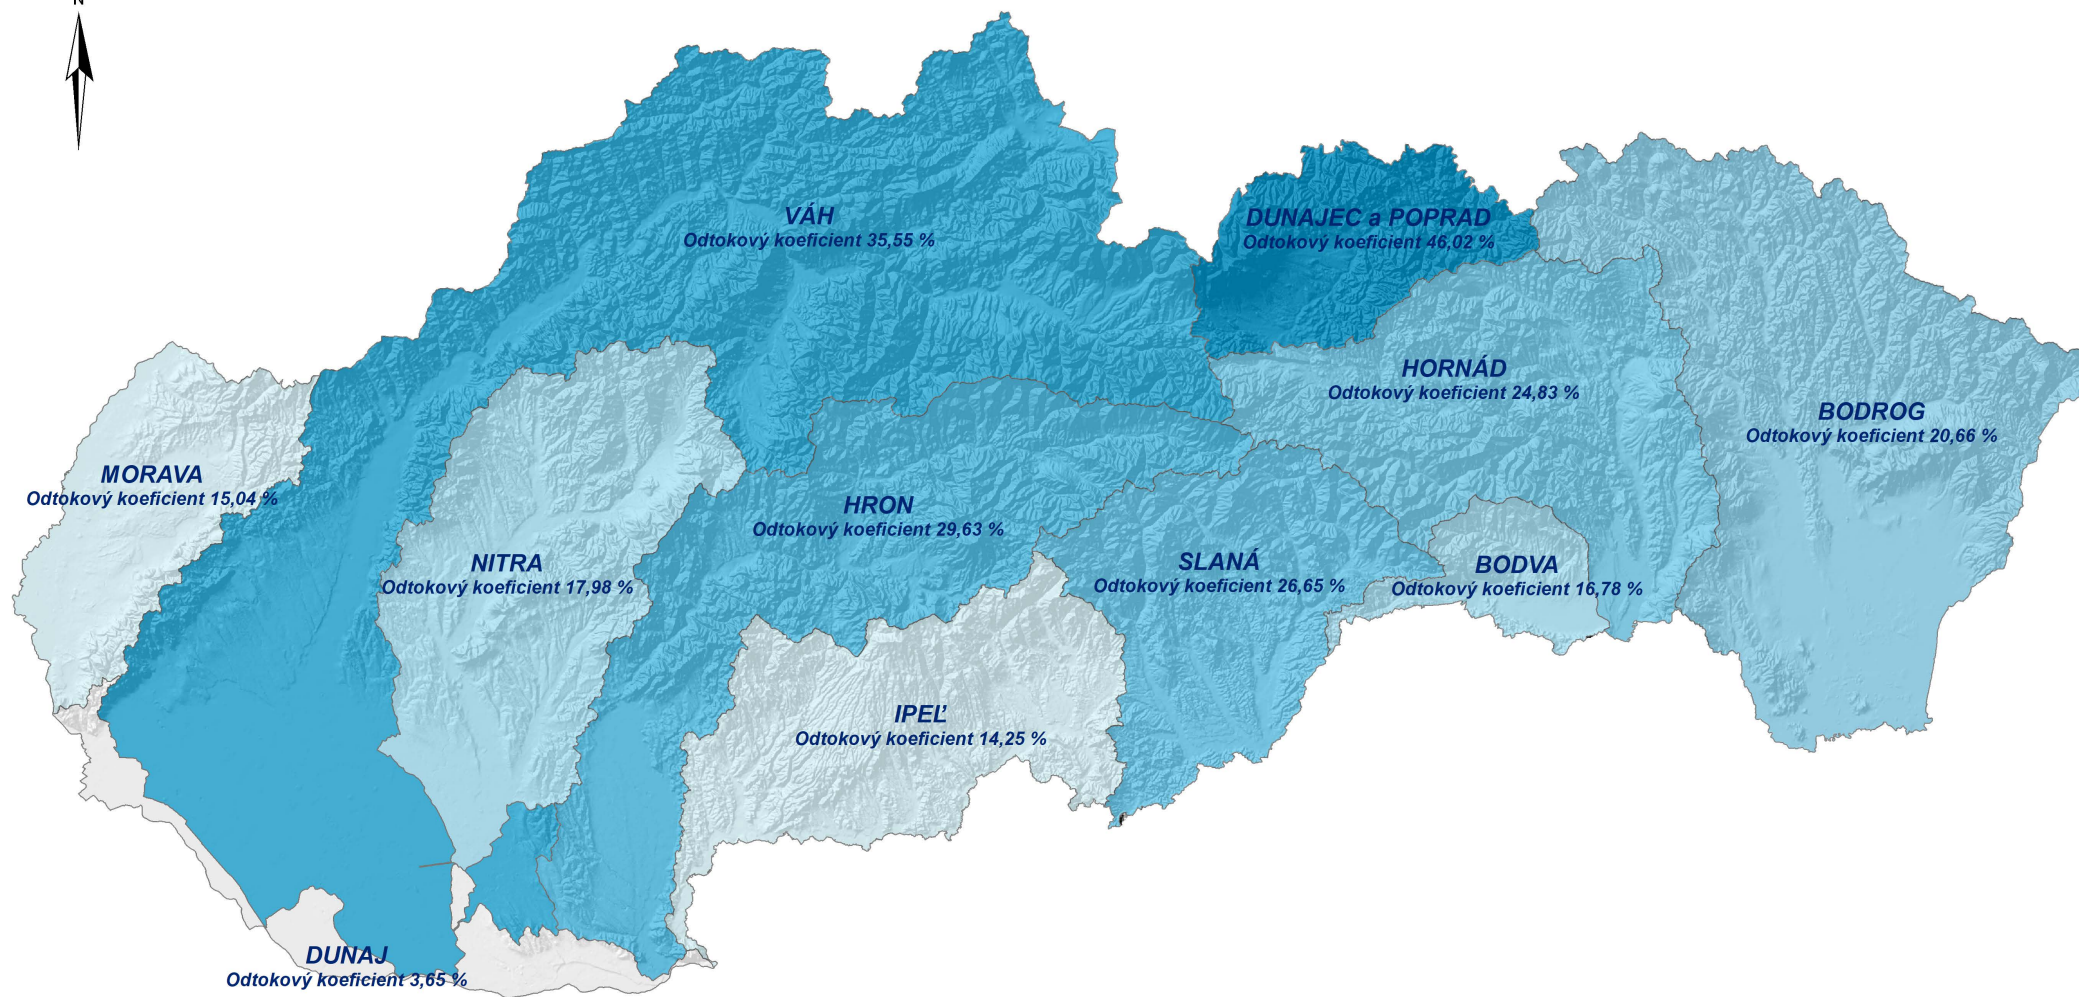 N
VÁH
Odtokový koeficient 35,55 %
DUNAJEC a POPRAD
Odtokový koeficient 46,02 %
HORNÁD
Odtokový koeficient 24,83 %
BODROG
Odtokový koeficient 20,66 %
MORAVA
Odtokový koeficient 15,04 %
HRON
Odtokový koeficient 29,63 %
NITRA
Odtokový koeficient 17,98 %
SLANÁ
Odtokový koeficient 26,65 %
BODVA
Odtokový koeficient 16,78 %
IPEĽ
Odtokový koeficient 14,25 %
DUNAJ
Odtokový koeficient 3,65 %